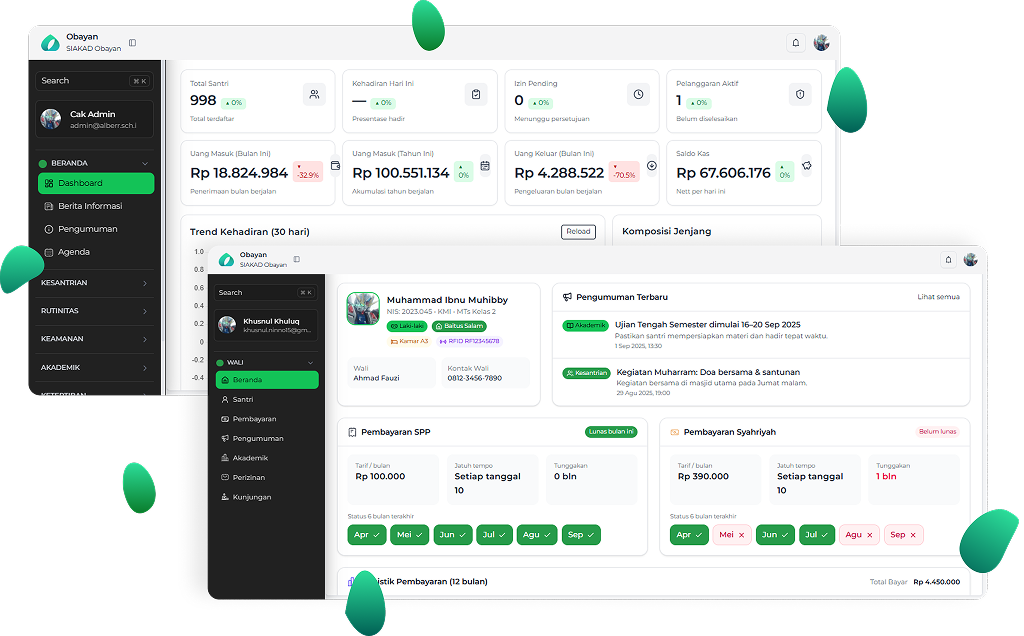 Obayan
SIAKAD Obayan
Search
⌘ K
Cak Admin
admin@alberr.sch.i
BERANDA
Dashboard
Berita Informasi
Pengumuman
Agenda
KESANTRIAN
RUTINITAS
KEAMANAN
AKADEMIK
Total Santri
998 ▲ 0%
Total terdaftar
Kehadiran Hari Ini
— ▲ 0%
Presentase hadir
Izin Pending
0 ▲ 0%
Menunggu persetujuan
Pelanggaran Aktif
1 ▲ 0%
Belum diselesaikan
Uang Masuk (Bulan Ini)
Rp 18.824.984 ▼ -32.9%
Penerimaan bulan berjalan
Uang Masuk (Tahun Ini)
Rp 100.551.134 ▲ 0%
Akumulasi tahun berjalan
Uang Keluar (Bulan Ini)
Rp 4.288.522 ▼ -70.5%
Pengeluaran bulan berjalan
Saldo Kas
Rp 67.606.176 ▲ 0%
Nett per hari ini
Trend Kehadiran (30 hari)
Reload
Komposisi Jenjang
1.0
0.8
0.6
0.4
0.2
0
-0.2
-0.4
Obayan
SIAKAD Obayan
Search
⌘ K
Khusnul Khuluq
khusnul.ninno15@gm...
WALI
Beranda
Santri
Pembayaran
Pengumuman
Akademik
Perizinan
Kunjungan
Muhammad Ibnu Muhibby
NIS: 2023.045 • KMI - MTs Kelas 2
Laki-laki
Baitus Salam
Kamar A3
RFID RF12345678
Wali
Ahmad Fauzi
Kontak Wali
0812-3456-7890
Pengumuman Terbaru
Lihat semua
Akademik
Ujian Tengah Semester dimulai 16–20 Sep 2025
Pastikan santri mempersiapkan materi dan hadir tepat waktu.
1 Sep 2025, 13:30
Kesantrian
Kegiatan Muharram: Doa bersama & santunan
Kegiatan bersama di masjid utama pada Jumat malam.
29 Agu 2025, 19:00
Pembayaran SPP
Lunas bulan ini
Tarif / bulan
Rp 100.000
Jatuh tempo
Setiap tanggal
10
Tunggakan
0 bln
Status 6 bulan terakhir
Apr ✓ Mei ✓ Jun ✓ Jul ✓ Agu ✓ Sep ✓
Pembayaran Syahriyah
Belum lunas
Tarif / bulan
Rp 390.000
Jatuh tempo
Setiap tanggal
10
Tunggakan
1 bln
Status 6 bulan terakhir
Apr ✓ Mei ✕ Jun ✓ Jul ✓ Agu ✕ Sep ✕
istik Pembayaran (12 bulan)
Total Bayar Rp 4.450.000